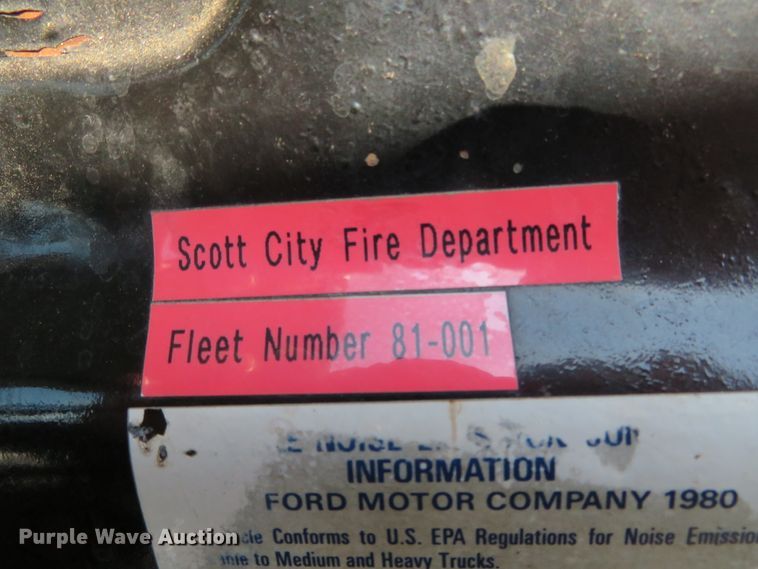 Scott City Fire Department
Fleet Number 81-001
INFORMATION
FORD MOTOR COMPANY 1980
Conforms to U.S. EPA Regulations for Noise Emission
to Medium and Heavy Trucks.
Purple Wave Auction